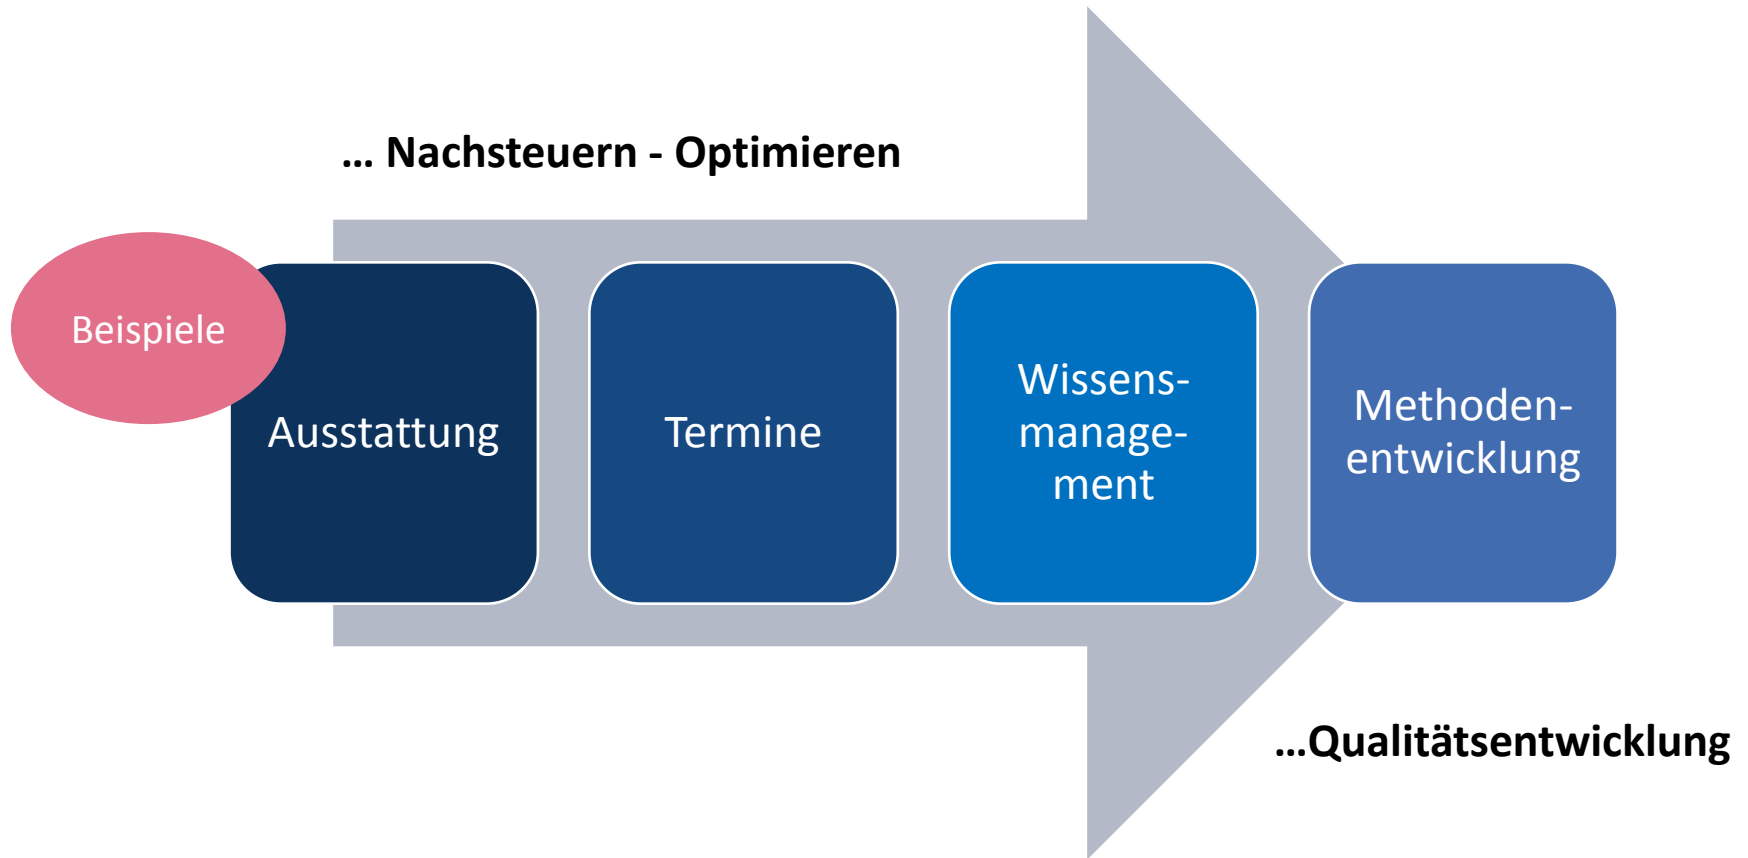 … Nachsteuern - Optimieren
Beispiele
Ausstattung
Termine
Wissens-
manage-
ment
Methoden-
entwicklung
…Qualitätsentwicklung